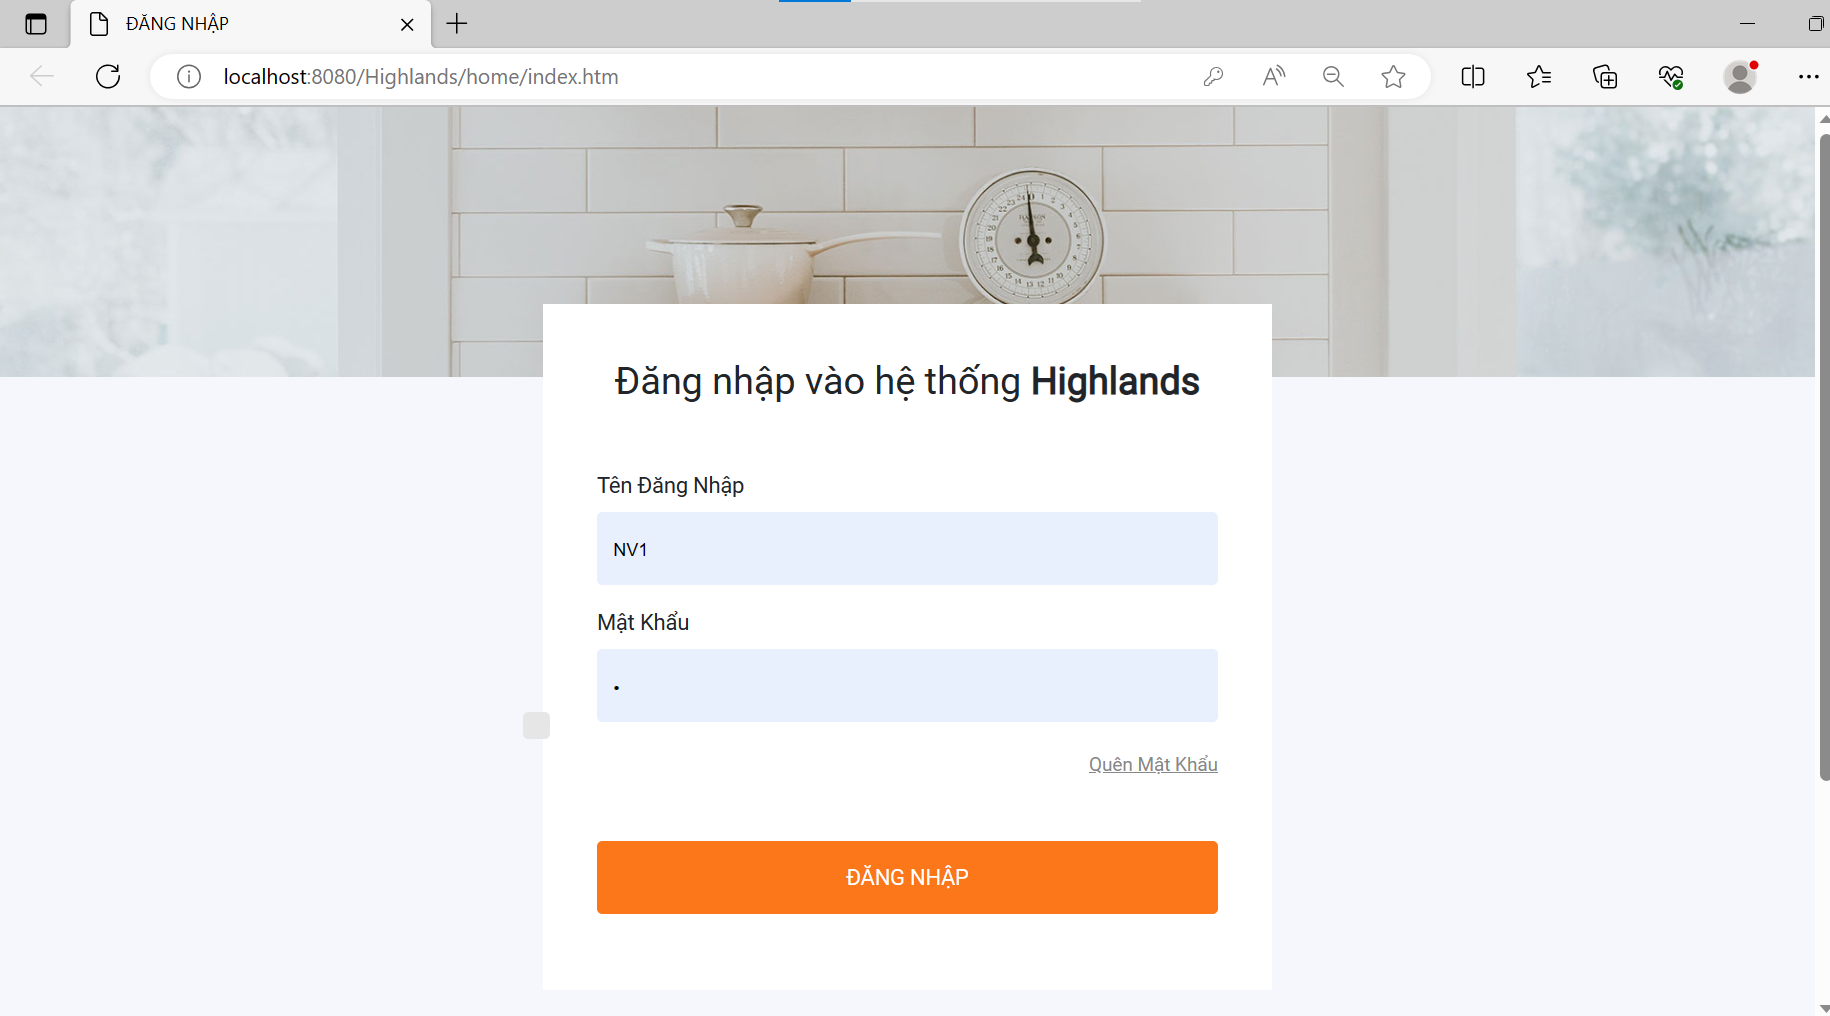 ĐĂNG NHẬP
localhost:8080/Highlands/home/index.htm
Đăng nhập vào hệ thống Highlands
Tên Đăng Nhập
NV1
Mật Khẩu
Quên Mật Khẩu
ĐĂNG NHẬP